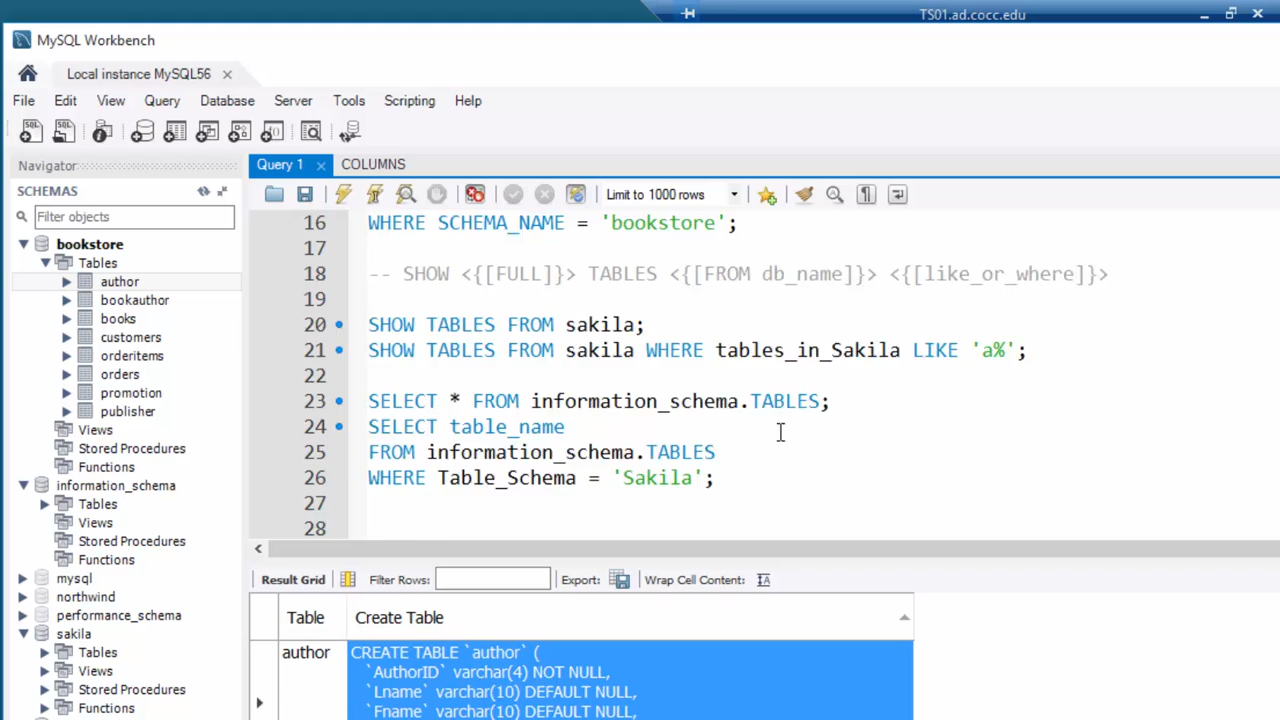 TS01.ad.cocc.edu
MySQL Workbench
Local instance MySQL56
File Edit View Query Database Server Tools Scripting Help
Navigator
SCHEMAS
Filter objects
bookstore
Tables
author
bookauthor
books
customers
orderitems
orders
promotion
publisher
Views
Stored Procedures
Functions
information_schema
Tables
Views
Stored Procedures
Functions
mysql
northwind
performance_schema
sakila
Tables
Views
Stored Procedures
Functions
Query 1 COLUMNS
Limit to 1000 rows
16 WHERE SCHEMA_NAME = 'bookstore';
17
18 -- SHOW <{[FULL]}> TABLES <{[FROM db_name]}> <{[like_or_where]}>
19
20 SHOW TABLES FROM sakila;
21 SHOW TABLES FROM sakila WHERE tables_in_Sakila LIKE 'a%';
22
23 SELECT * FROM information_schema.TABLES;
24 SELECT table_name
25 FROM information_schema.TABLES
26 WHERE Table_Schema = 'Sakila';
27
28
Result Grid Filter Rows: Export: Wrap Cell Content:
Table Create Table
author CREATE TABLE `author` (
`AuthorID` varchar(4) NOT NULL,
`Lname` varchar(10) DEFAULT NULL,
`Fname` varchar(10) DEFAULT NULL,